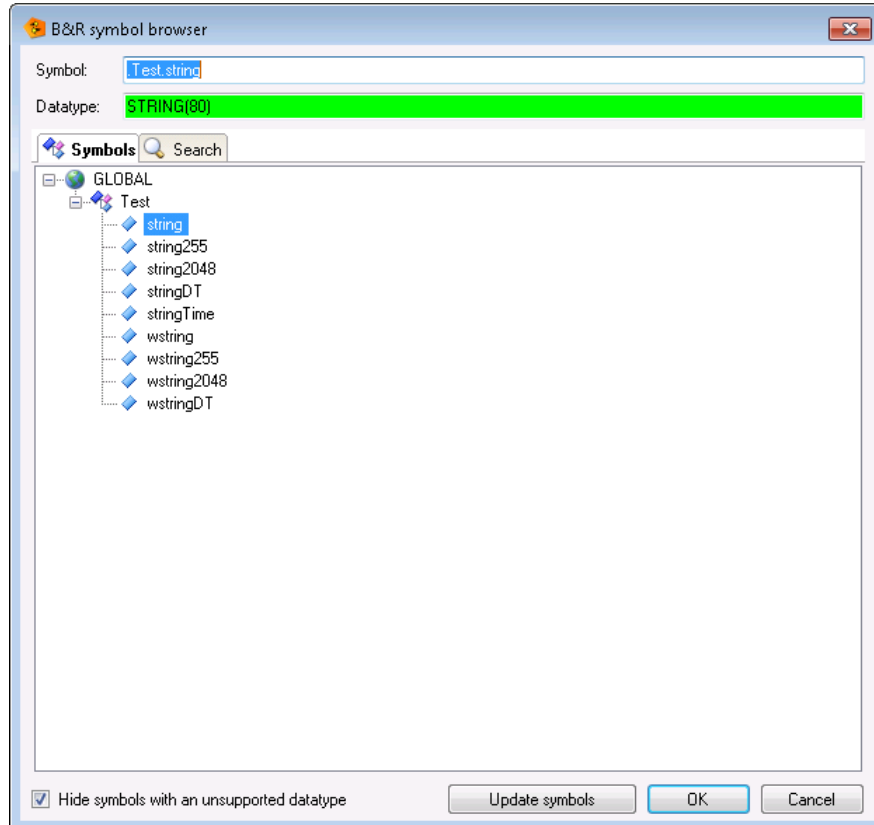 B&R symbol browser
Symbol: .Test.string
Datatype: STRING(80)
Symbols Search
GLOBAL
Test
string
string255
string2048
stringDT
stringTime
wstring
wstring255
wstring2048
wstringDT
Hide symbols with an unsupported datatype Update symbols OK Cancel